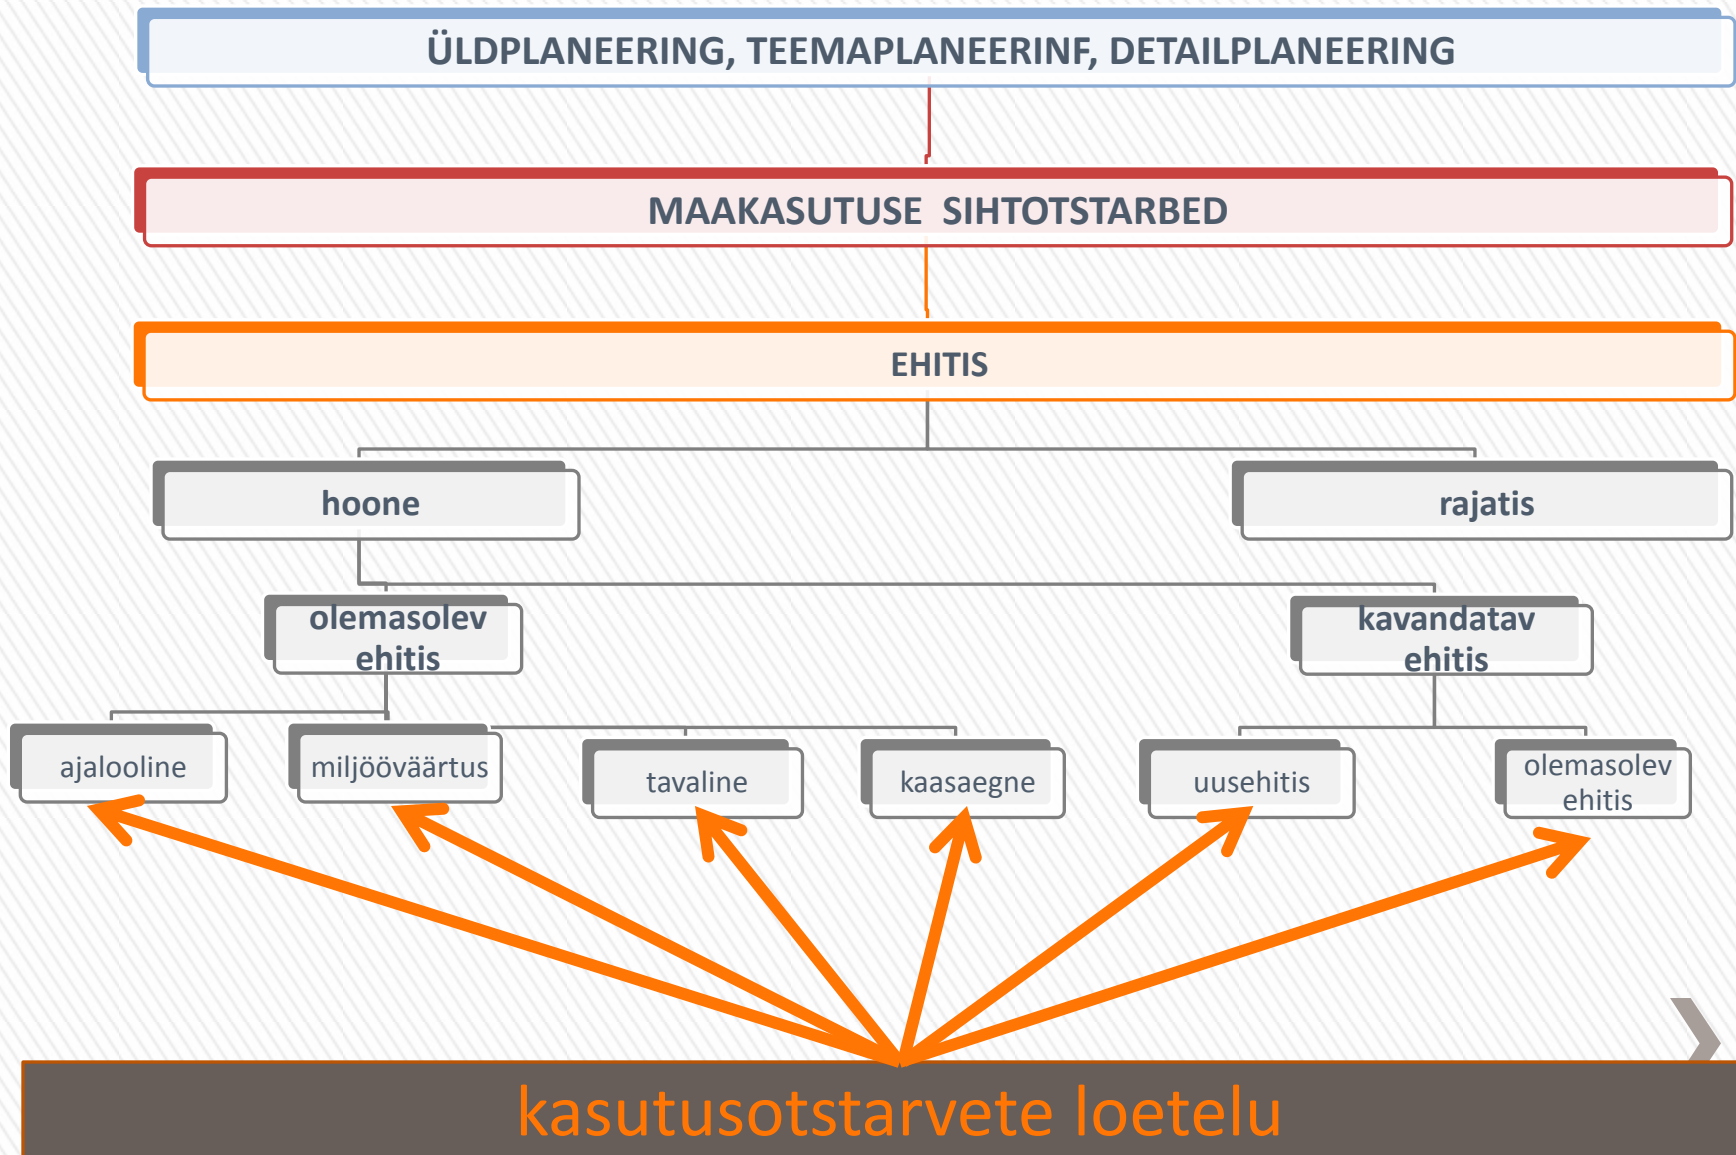 ÜLDPLANEERING, TEEMAPLANEERINF, DETAILPLANEERING
MAAKASUTUSE SIHTOTSTARBED
EHITIS
hoone
rajatis
olemasolev
ehitis
kavandatav
ehitis
ajalooline
miljööväärtus
tavaline
kaasaegne
uusehitis
olemasolev
ehitis
kasutusotstarvete loetelu